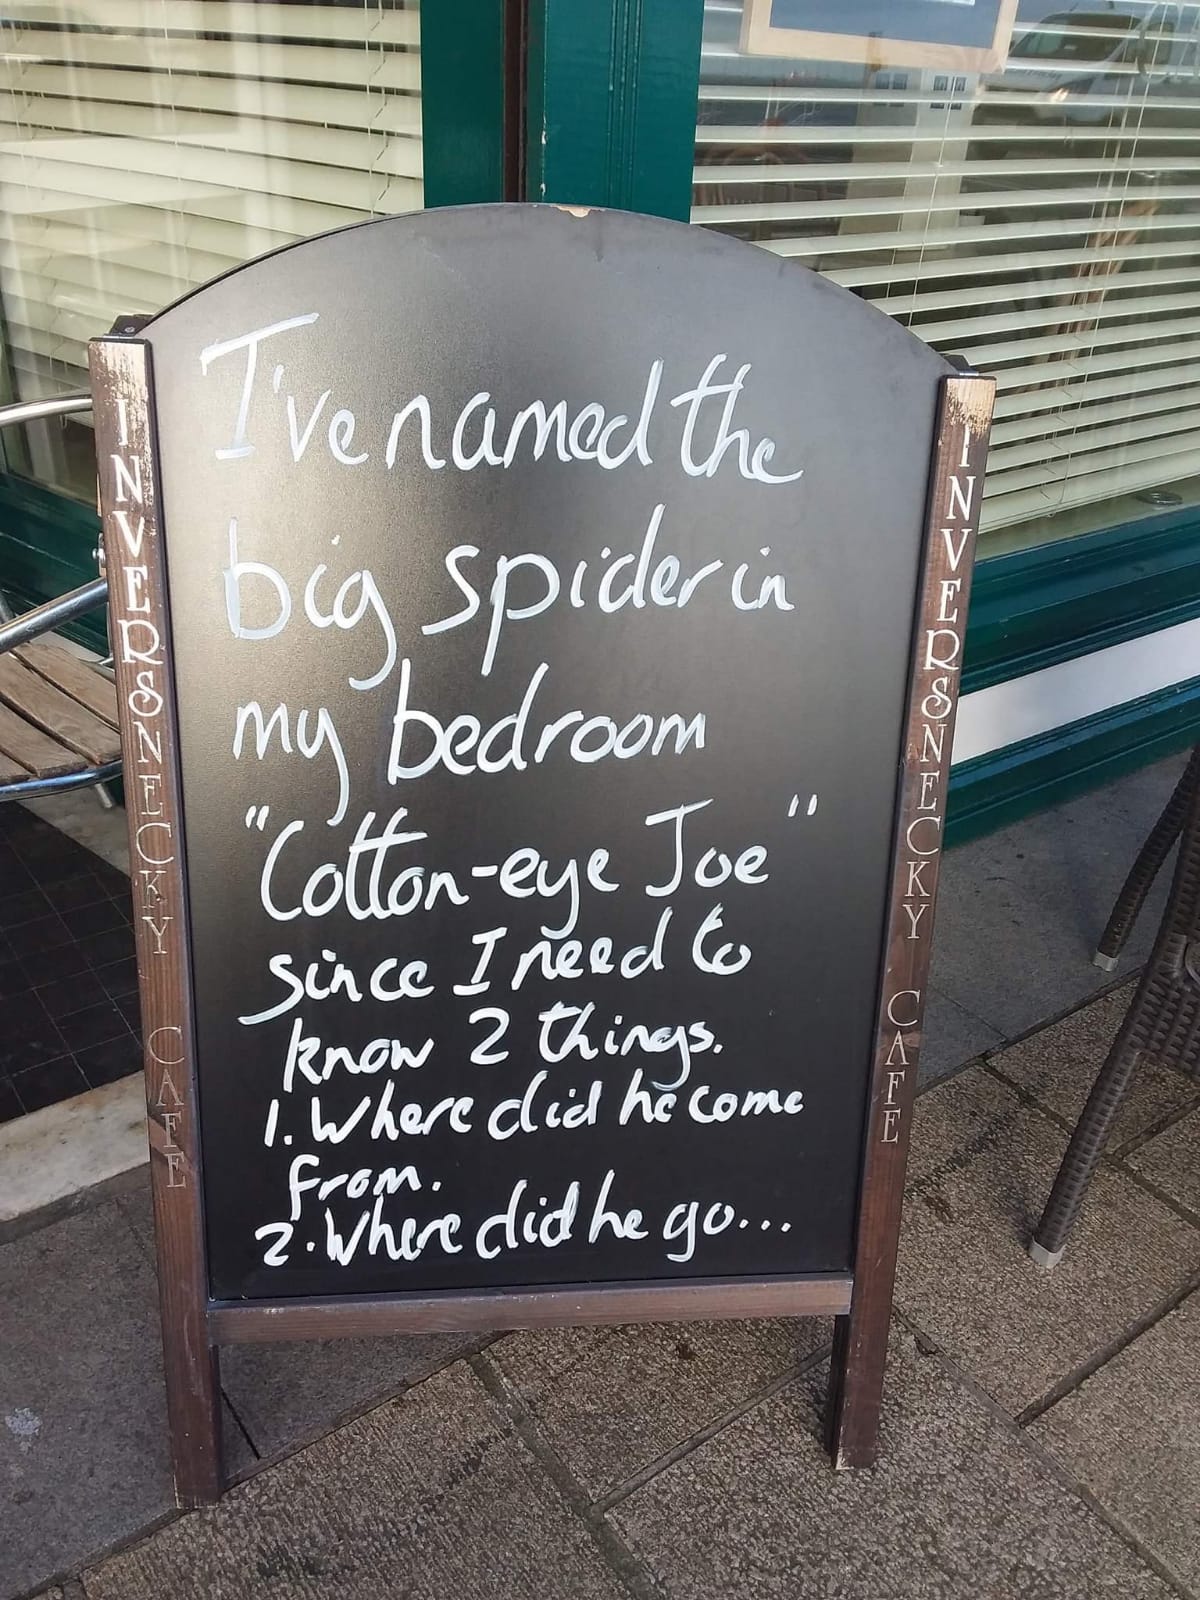 I've named the
big spider in
my bedroom
"Cotton-eye Joe"
since I need to
know 2 things.
1. Where did he come
from.
2. Where did he go...
INVERSNECKY CAFE
INVERSNECKY CAFE